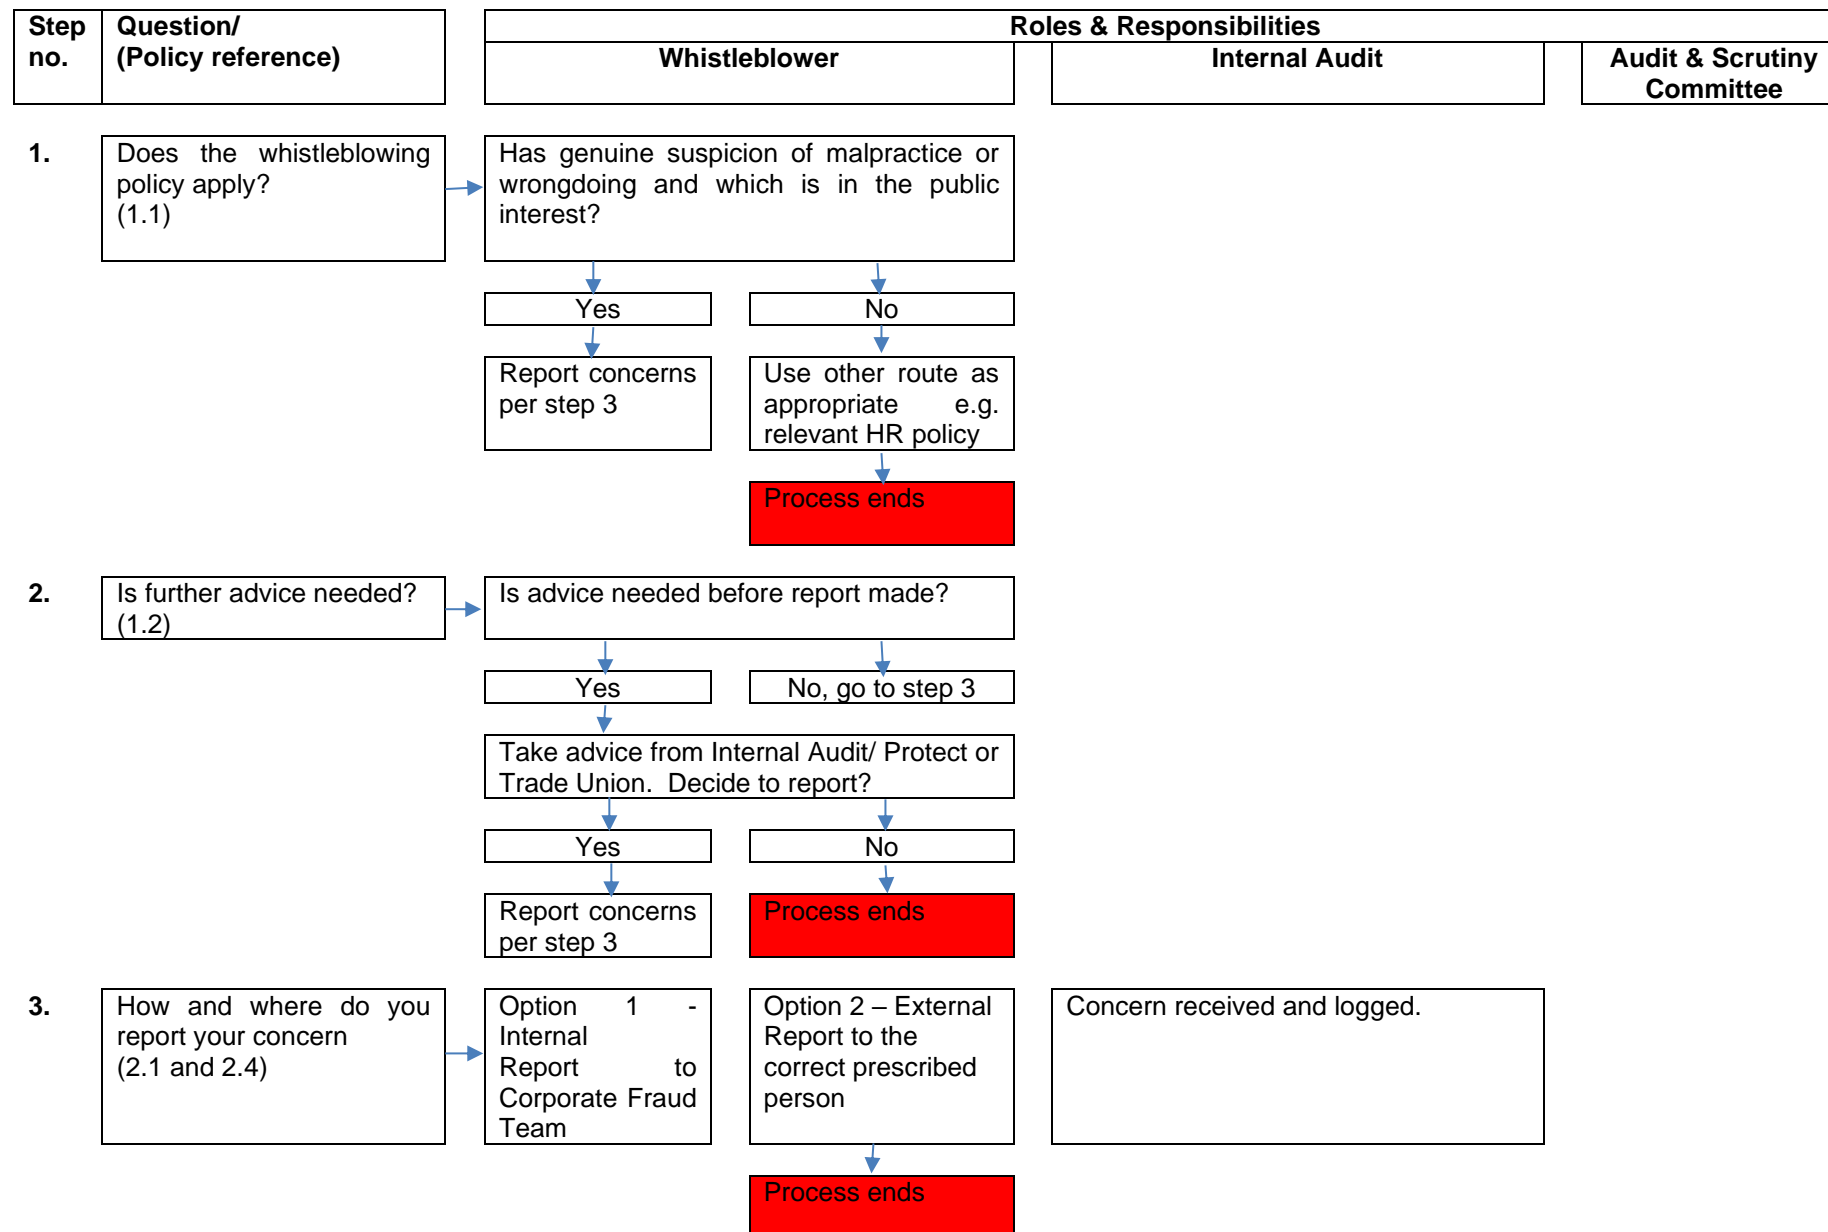 Step no.
Question/
(Policy reference)
Roles & Responsibilities
Whistleblower
Internal Audit
Audit & Scrutiny
Committee
1.
Does the whistleblowing
policy apply?
(1.1)
Has genuine suspicion of malpractice or
wrongdoing and which is in the public
interest?
Yes
No
Report concerns
per step 3
Use other route as
appropriate e.g.
relevant HR policy
Process ends
2.
Is further advice needed?
(1.2)
Is advice needed before report made?
Yes
No, go to step 3
Take advice from Internal Audit/ Protect or
Trade Union. Decide to report?
Yes
No
Report concerns
per step 3
Process ends
3.
How and where do you
report your concern
(2.1 and 2.4)
Option 1 -
Internal
Report to
Corporate Fraud
Team
Option 2 – External
Report to the
correct prescribed
person
Concern received and logged.
Process ends